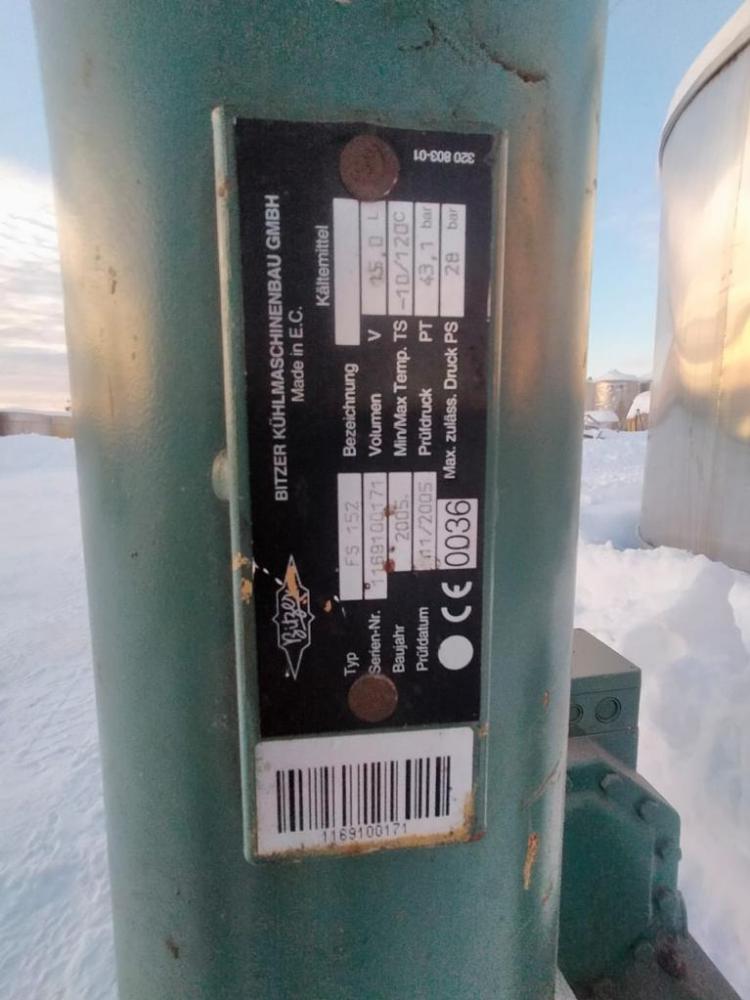 BITZER KÜHLMASCHINENBAU GMBH
Made in E.C.
Bitzer
Kältemittel
Typ FS 152 Bezeichnung
Serien-Nr. 1169100171 Volumen V 15,0 L
Baujahr 2005. Min/Max Temp. TS -10/120°C
Prüfdatum 11/2005 Prüfdruck PT 43,1 bar
CE 0036 Max. zuläss. Druck PS 28 bar
320 803-01
1169100171